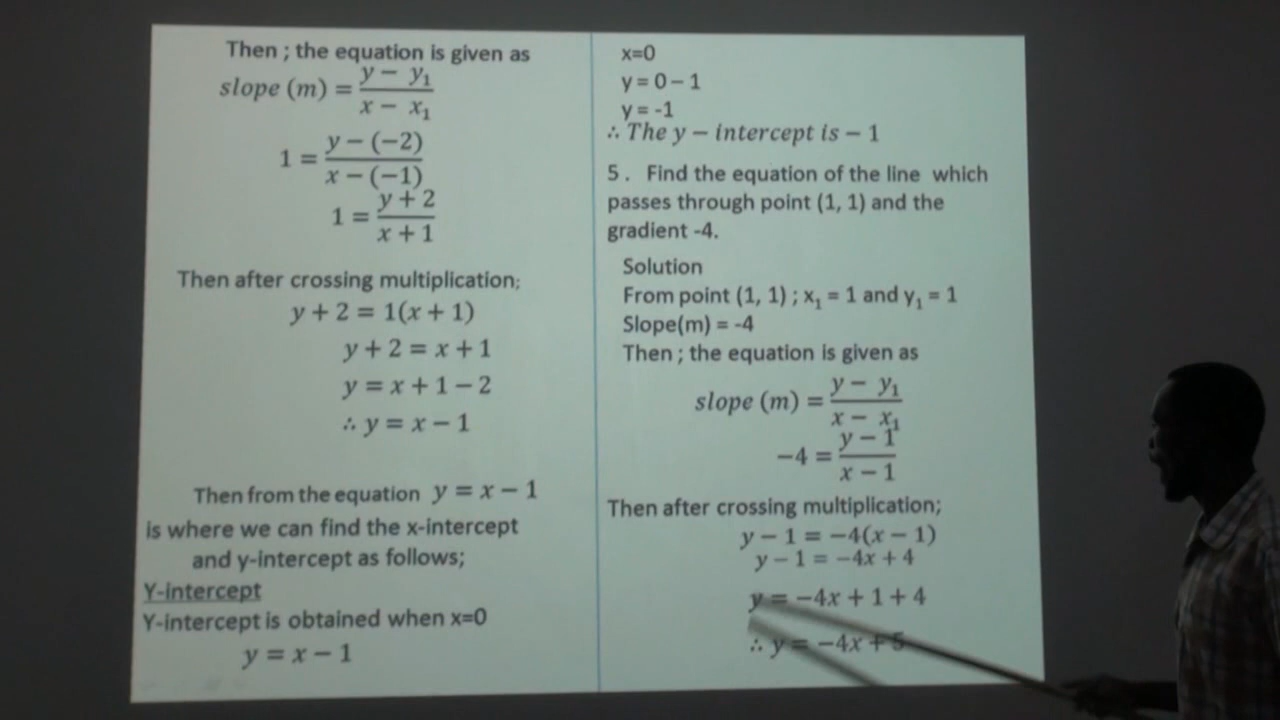 Then ; the equation is given as
slope (m) = y − y₁ / x − x₁
1 = y − (−2) / x − (−1)
1 = y + 2 / x + 1
Then after crossing multiplication;
y + 2 = 1(x + 1)
y + 2 = x + 1
y = x + 1 − 2
∴ y = x − 1
Then from the equation y = x − 1
is where we can find the x-intercept
and y-intercept as follows;
Y-intercept
Y-intercept is obtained when x=0
y = x − 1
x=0
y = 0 – 1
y = -1
∴ The y − intercept is − 1
5 . Find the equation of the line which
passes through point (1, 1) and the
gradient -4.
Solution
From point (1, 1) ; x₁ = 1 and y₁ = 1
Slope(m) = -4
Then ; the equation is given as
slope (m) = y − y₁ / x − x₁
−4 = y − 1 / x − 1
Then after crossing multiplication;
y − 1 = −4(x − 1)
y − 1 = −4x + 4
y = −4x + 1 + 4
∴ y = −4x + 5